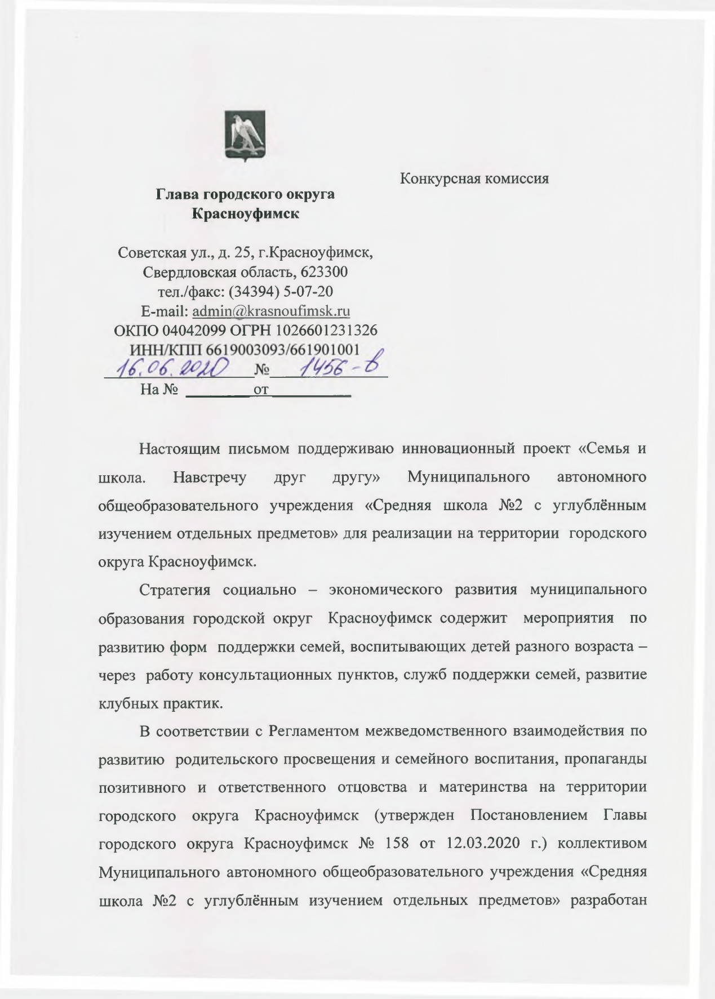 Конкурсная комиссия
Глава городского округа
Красноуфимск
Советская ул., д. 25, г.Красноуфимск,
Свердловская область, 623300
тел./факс: (34394) 5-07-20
E-mail: admin@krasnoufimsk.ru
ОКПО 04042099 ОГРН 1026601231326
ИНН/КПП 6619003093/661901001
16.06.2020 № 1456-в
На № ________ от __________
Настоящим письмом поддерживаю инновационный проект «Семья и
школа. Навстречу друг другу» Муниципального автономного
общеобразовательного учреждения «Средняя школа №2 с углублённым
изучением отдельных предметов» для реализации на территории городского
округа Красноуфимск.
Стратегия социально – экономического развития муниципального
образования городской округ Красноуфимск содержит мероприятия по
развитию форм поддержки семей, воспитывающих детей разного возраста –
через работу консультационных пунктов, служб поддержки семей, развитие
клубных практик.
В соответствии с Регламентом межведомственного взаимодействия по
развитию родительского просвещения и семейного воспитания, пропаганды
позитивного и ответственного отцовства и материнства на территории
городского округа Красноуфимск (утвержден Постановлением Главы
городского округа Красноуфимск № 158 от 12.03.2020 г.) коллективом
Муниципального автономного общеобразовательного учреждения «Средняя
школа №2 с углублённым изучением отдельных предметов» разработан